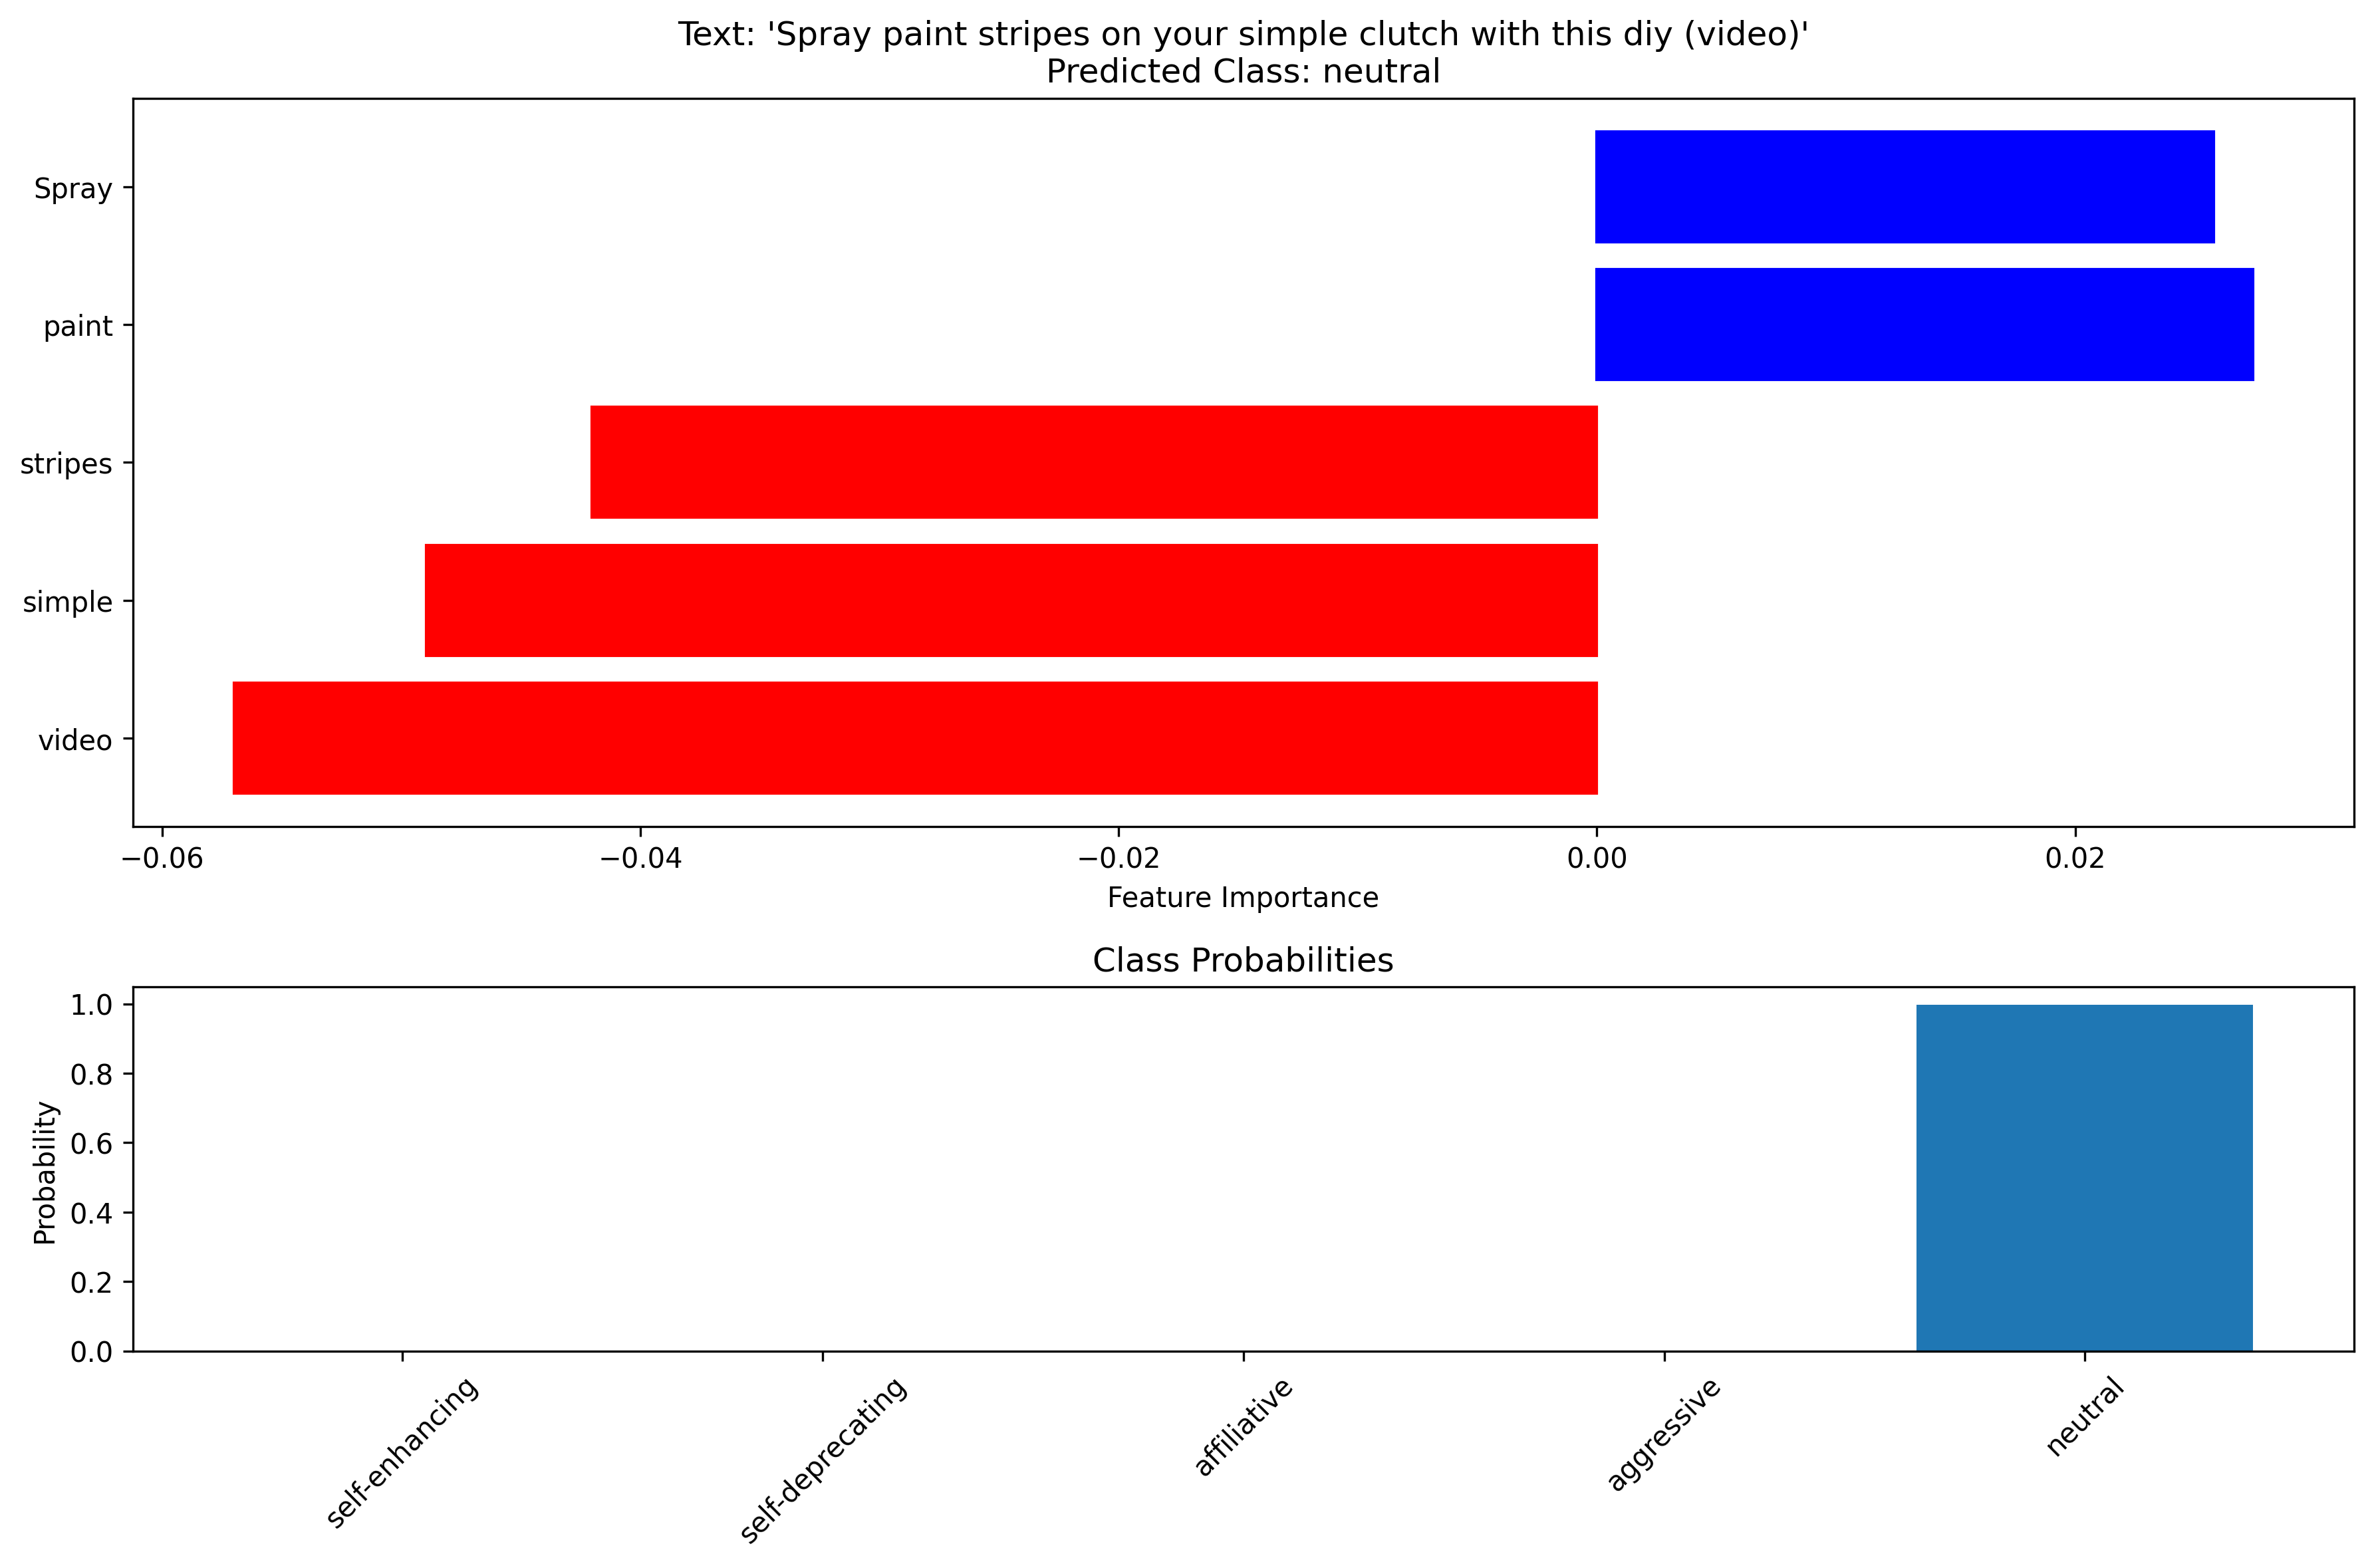 Text: 'Spray paint stripes on your simple clutch with this diy (video)'
Predicted Class: neutral
Spray
paint
stripes
simple
video
−0.06
−0.04
−0.02
0.00
0.02
Feature Importance
Class Probabilities
1.0
0.8
0.6
0.4
0.2
0.0
Probability
self-enhancing
self-deprecating
affiliative
aggressive
neutral